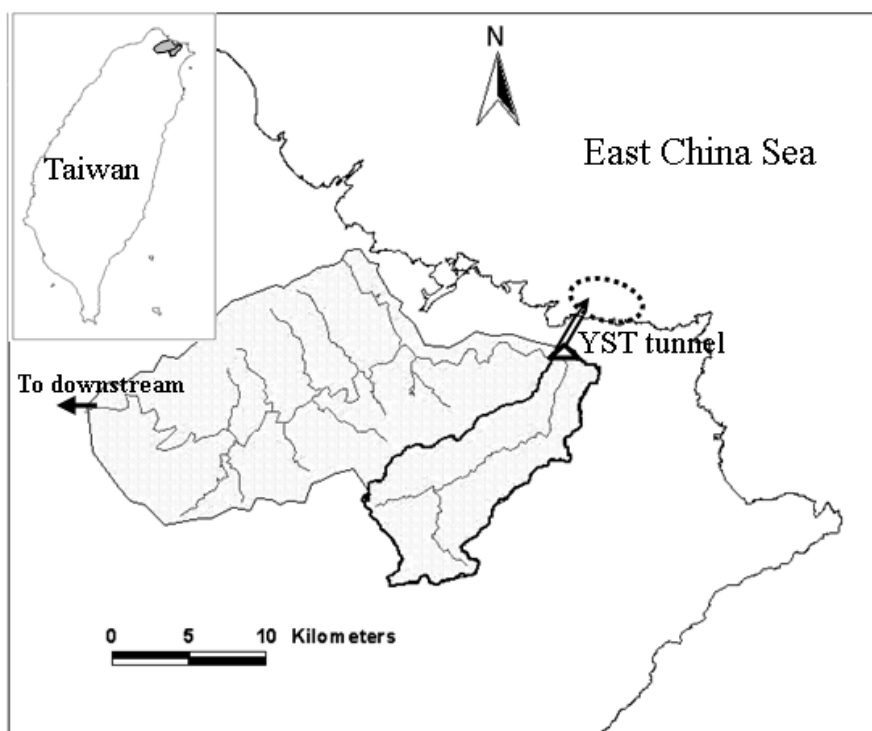 N
East China Sea
Taiwan
YST tunnel
To downstream
0 5 10 Kilometers